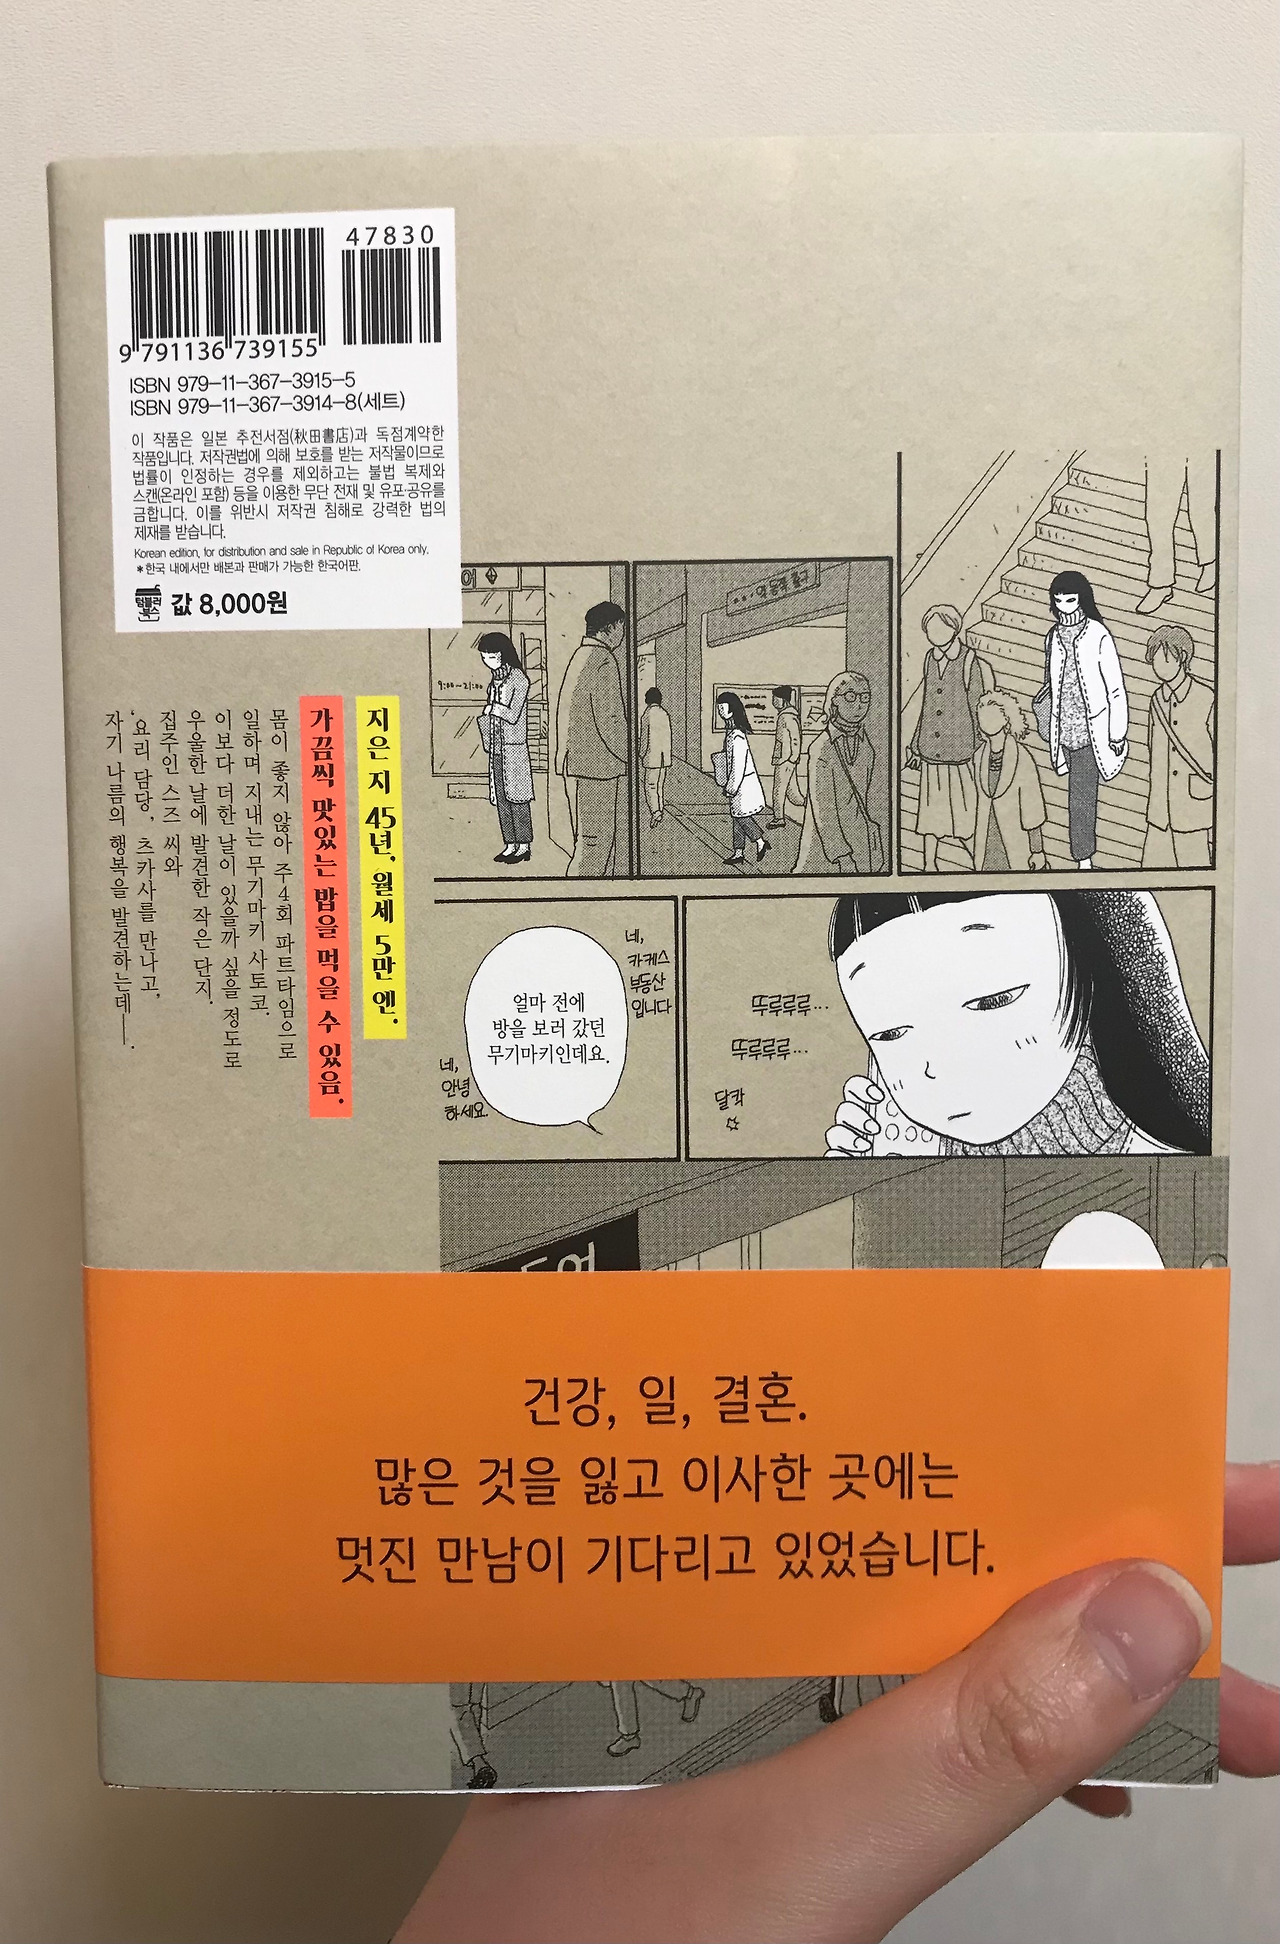 47830
9 791136 739155
ISBN 979-11-367-3915-5
ISBN 979-11-367-3914-8(세트)
이 작품은 일본 추전서점(秋田書店)과 독점계약한
작품입니다. 저작권법에 의해 보호를 받는 저작물이므로
법률이 인정하는 경우를 제외하고는 불법 복제와
스캔(온라인 포함) 등을 이용한 무단 전재 및 유포·공유를
금합니다. 이를 위반시 저작권 침해로 강력한 법의
제재를 받습니다.
Korean edition, for distribution and sale in Republic of Korea only.
*한국 내에서만 배본과 판매가 가능한 한국어판.
텀블러
북스
값 8,000원
지은 지 45년, 월세 5만 엔.
가끔씩 맛있는 밥을 먹을 수 있음.
몸이 좋지 않아 주4회 파트타임으로
일하며 지내는 무기마키 사토코.
이보다 더한 날이 있을까 싶을 정도로
우울한 날에 발견한 작은 단지.
집주인 스즈 씨와
‘요리 담당’ 츠카사를 만나고,
자기 나름의 행복을 발견하는데―.
어
9:00~21:00
출구
뚜루루루…
뚜루루루…
달칵
네,
카케스
부동산
입니다
얼마 전에
방을 보러 갔던
무기마키인데요.
네,
안녕
하세요.
건강, 일, 결혼.
많은 것을 잃고 이사한 곳에는
멋진 만남이 기다리고 있었습니다.